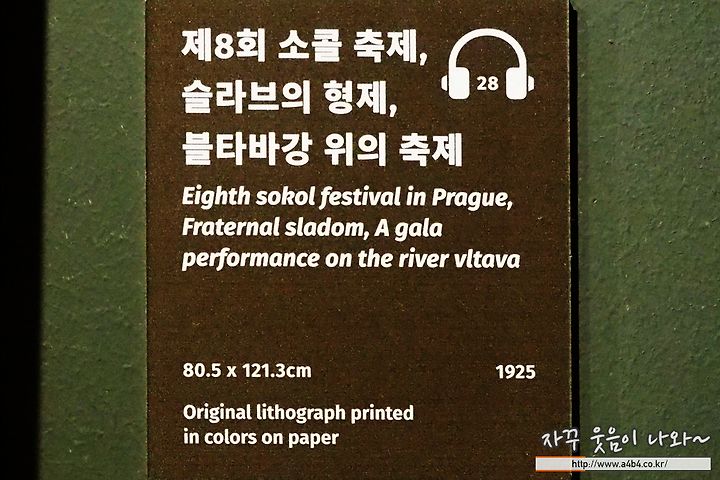 제8회 소콜 축제,
슬라브의 형제,
블타바강 위의 축제
28
Eighth sokol festival in Prague,
Fraternal sladom, A gala
performance on the river vltava
80.5 x 121.3cm
1925
Original lithograph printed
in colors on paper
자꾸 웃음이 나와~
http://www.a4b4.co.kr/